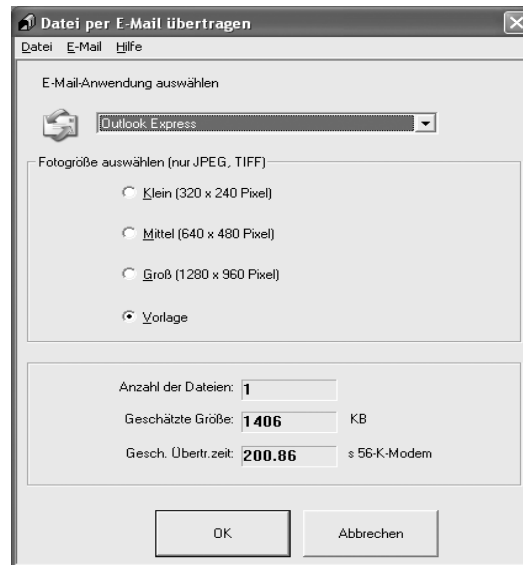 Datei per E-Mail übertragen
Datei E-Mail Hilfe
E-Mail-Anwendung auswählen
Outlook Express
Fotogröße auswählen (nur JPEG, TIFF)
Klein (320 x 240 Pixel)
Mittel (640 x 480 Pixel)
Groß (1280 x 960 Pixel)
Vorlage
Anzahl der Dateien: 1
Geschätzte Größe: 1406 KB
Gesch. Übertr.zeit: 200.86 s 56-K-Modem
OK Abbrechen